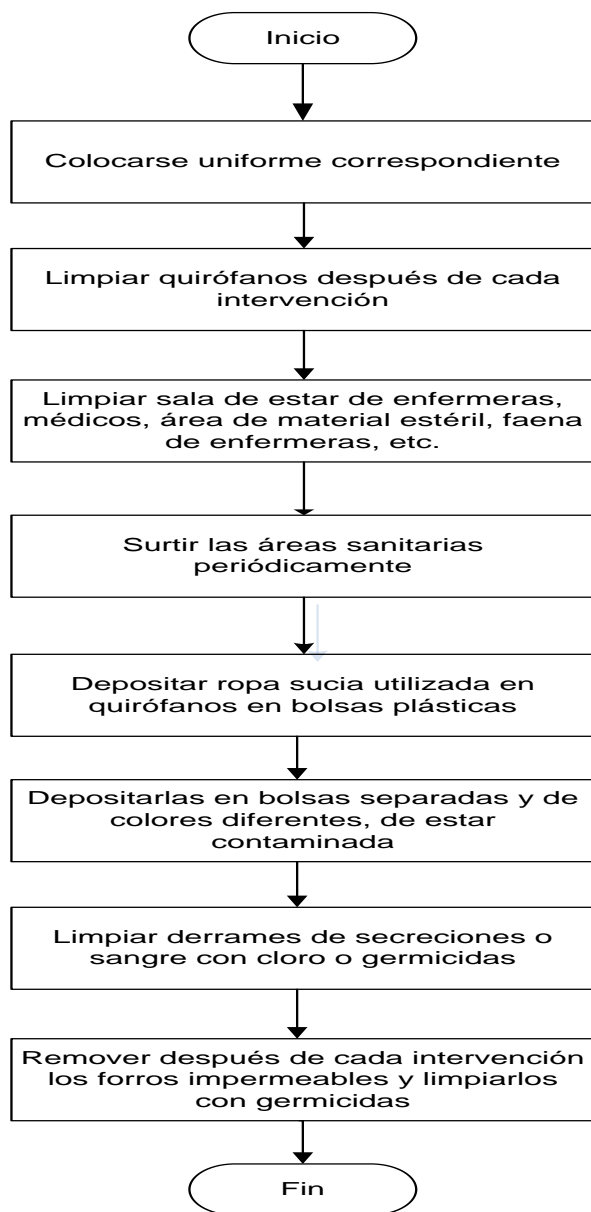 Inicio
Colocarse uniforme correspondiente
Limpiar quirófanos después de cada
intervención
Limpiar sala de estar de enfermeras,
médicos, área de material estéril, faena
de enfermeras, etc.
Surtir las áreas sanitarias
periódicamente
Depositar ropa sucia utilizada en
quirófanos en bolsas plásticas
Depositarlas en bolsas separadas y de
colores diferentes, de estar
contaminada
Limpiar derrames de secreciones o
sangre con cloro o germicidas
Remover después de cada intervención
los forros impermeables y limpiarlos
con germicidas
Fin